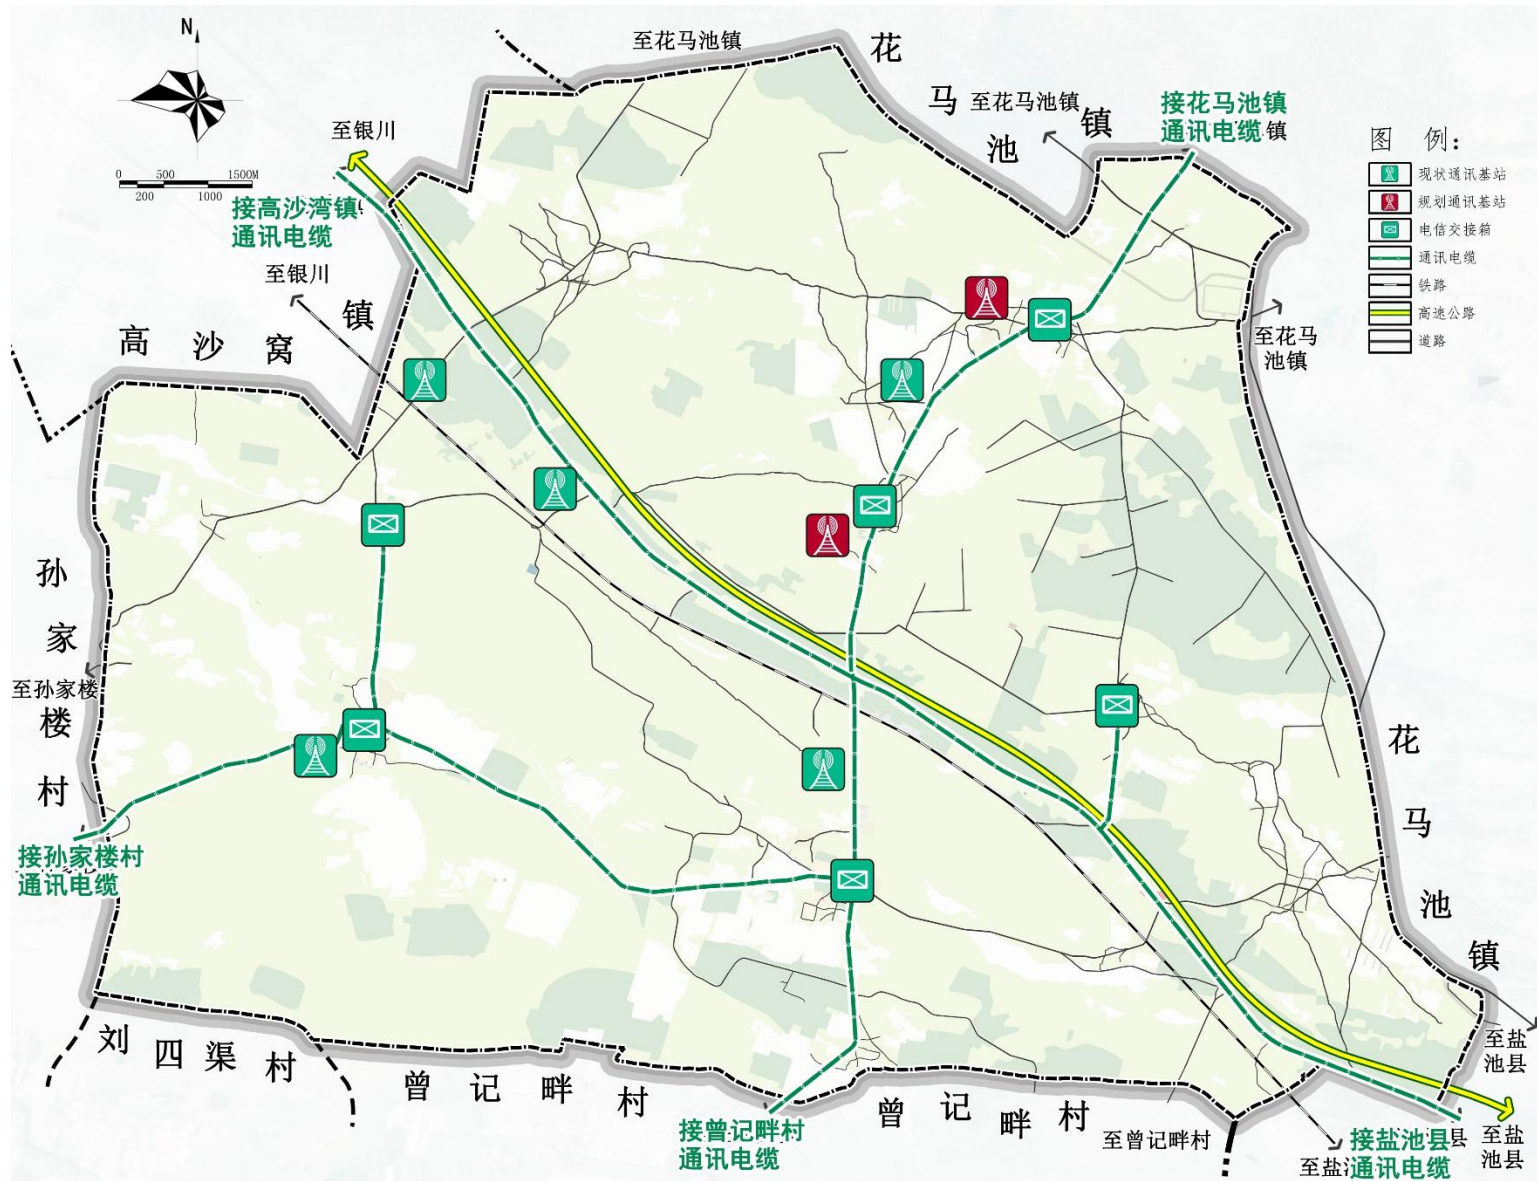 N
0 500 1500M
200 1000
至花马池镇
花
马
池
镇
至花马池镇
接花马池镇
通讯电缆
镇
图 例：
现状通讯基站
规划通讯基站
电信交接箱
通讯电缆
铁路
高速公路
道路
至银川
接高沙湾镇
通讯电缆
至银川
高沙窝镇
至花马
池镇
孙家楼村
至孙家楼
接孙家楼村
通讯电缆
花马池镇
刘四渠村
曾记畔村
接曾记畔村
通讯电缆
曾记畔村
至曾记畔村
至盐
接盐池县
通讯电缆
县
至盐
池县
至盐
池县